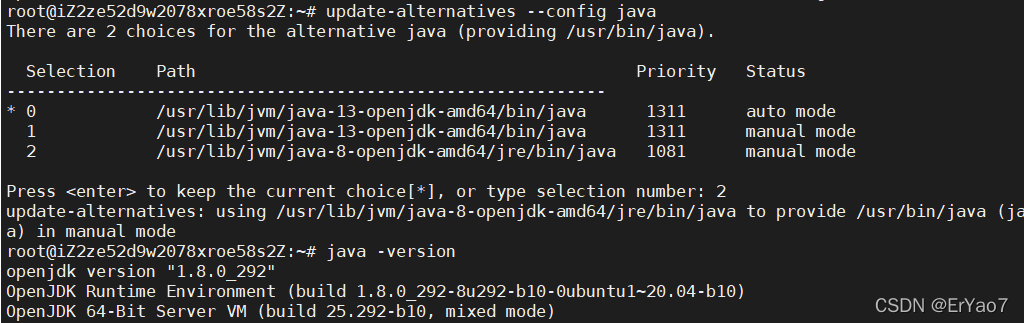 root@iZ2ze52d9w2078xroe58s2Z:~# update-alternatives --config java
There are 2 choices for the alternative java (providing /usr/bin/java).
  Selection    Path                                            Priority   Status
------------------------------------------------------------
* 0            /usr/lib/jvm/java-13-openjdk-amd64/bin/java      1311      auto mode
  1            /usr/lib/jvm/java-13-openjdk-amd64/bin/java      1311      manual mode
  2            /usr/lib/jvm/java-8-openjdk-amd64/jre/bin/java   1081      manual mode
Press <enter> to keep the current choice[*], or type selection number: 2
update-alternatives: using /usr/lib/jvm/java-8-openjdk-amd64/jre/bin/java to provide /usr/bin/java (ja
a) in manual mode
root@iZ2ze52d9w2078xroe58s2Z:~# java -version
openjdk version "1.8.0_292"
OpenJDK Runtime Environment (build 1.8.0_292-8u292-b10-0ubuntu1~20.04-b10)
OpenJDK 64-Bit Server VM (build 25.292-b10, mixed mode)
CSDN @ErYao7